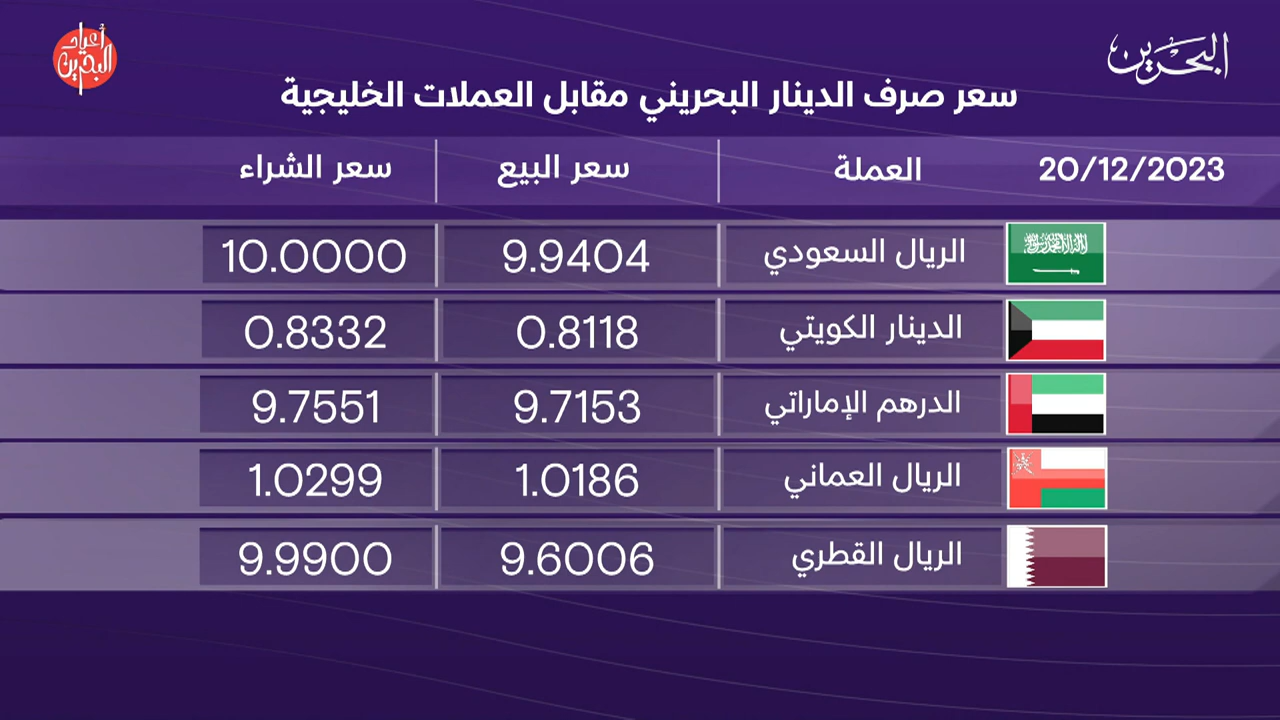 البحرين
أعياد
البحرين
سعر صرف الدينار البحريني مقابل العملات الخليجية
20/12/2023 العملة سعر البيع سعر الشراء
الريال السعودي 9.9404 10.0000
الدينار الكويتي 0.8118 0.8332
الدرهم الإماراتي 9.7153 9.7551
الريال العماني 1.0186 1.0299
الريال القطري 9.6006 9.9900